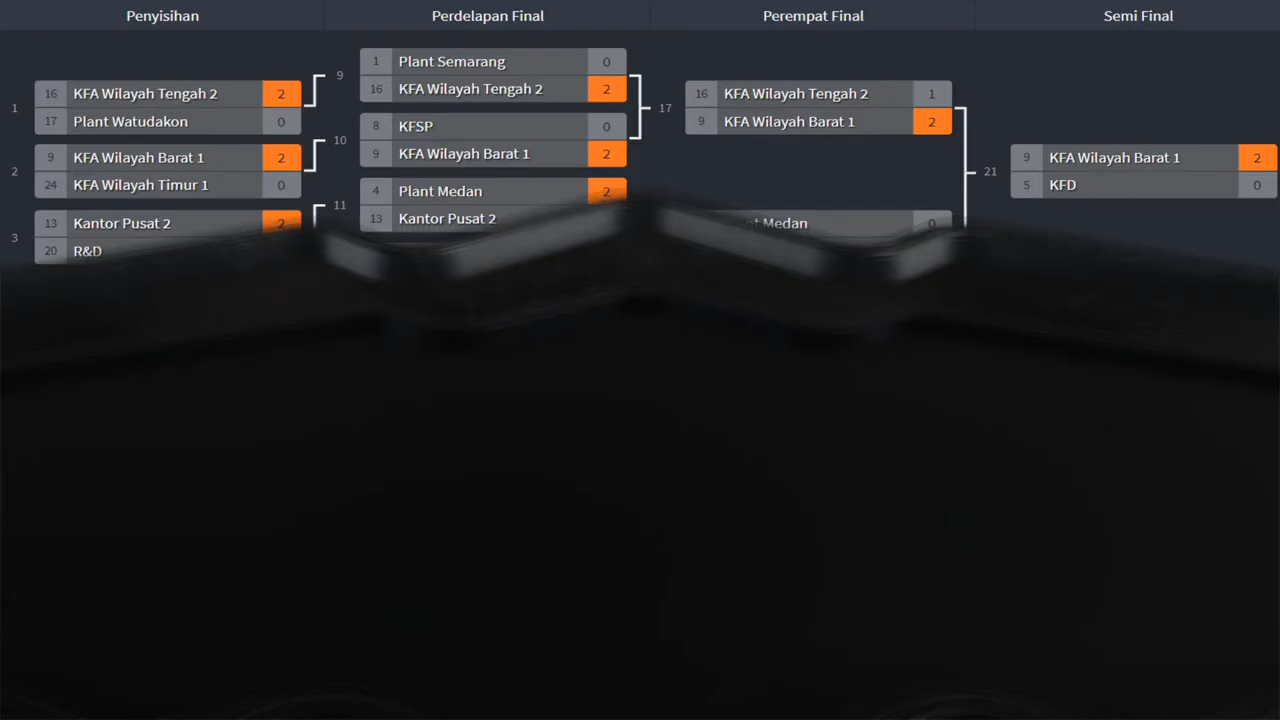 Penyisihan
Perdelapan Final
Perempat Final
Semi Final
1
16 KFA Wilayah Tengah 2 2
17 Plant Watudakon 0
2
9 KFA Wilayah Barat 1 2
24 KFA Wilayah Timur 1 0
3
13 Kantor Pusat 2 2
20 R&D
9
1 Plant Semarang 0
16 KFA Wilayah Tengah 2 2
10
8 KFSP 0
9 KFA Wilayah Barat 1 2
11
4 Plant Medan 2
13 Kantor Pusat 2
17
16 KFA Wilayah Tengah 2 1
9 KFA Wilayah Barat 1 2
Medan 0
21
9 KFA Wilayah Barat 1 2
5 KFD 0